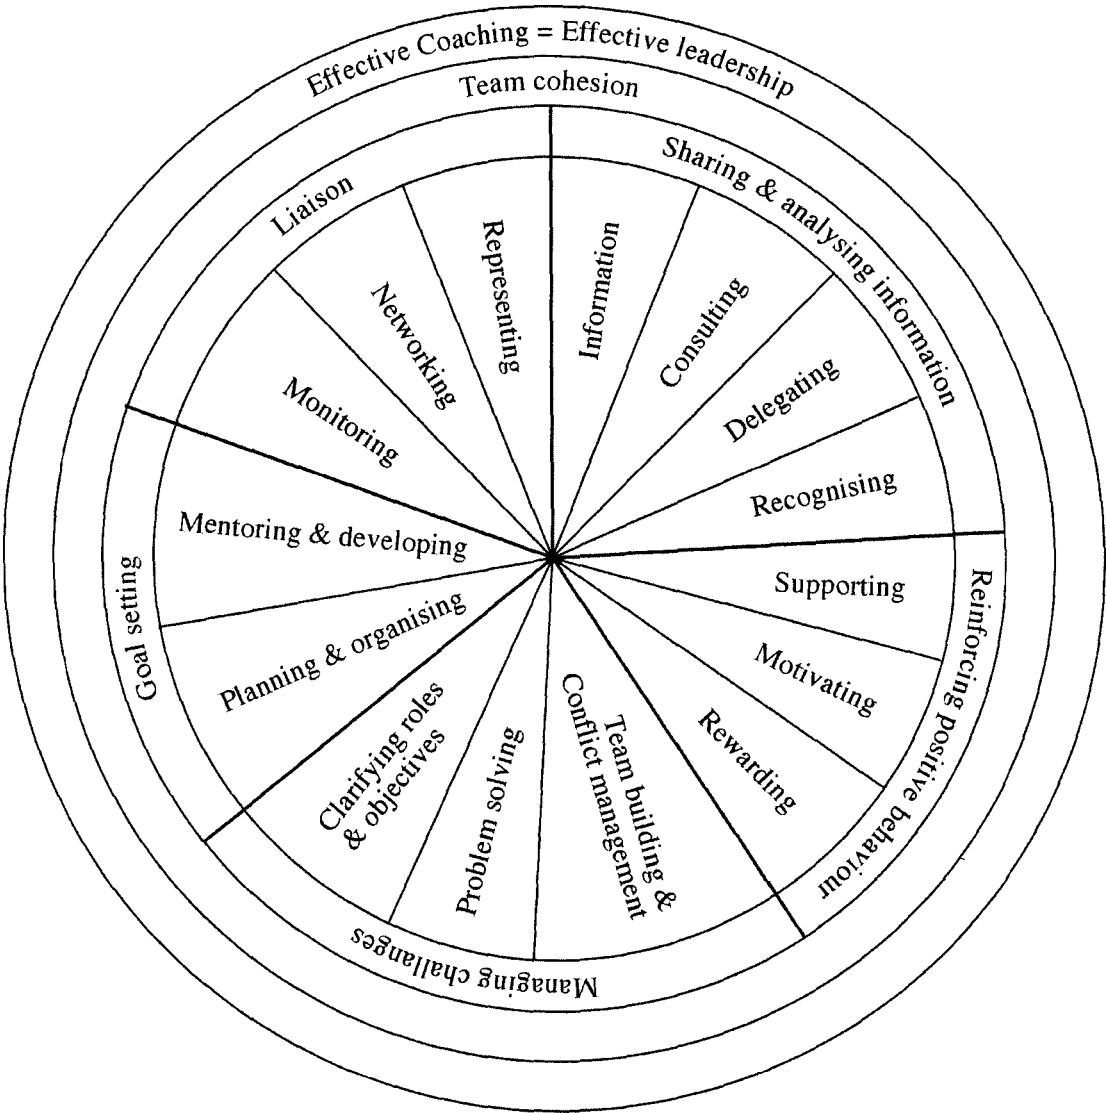 Effective Coaching = Effective leadership
Team cohesion
Sharing & analysing information
Information
Consulting
Delegating
Recognising
Reinforcing positive behaviour
Supporting
Motivating
Rewarding
Managing challanges
Team building &
Conflict management
Problem solving
Clarifying roles
& objectives
Goal setting
Planning & organising
Mentoring & developing
Liaison
Monitoring
Networking
Representing